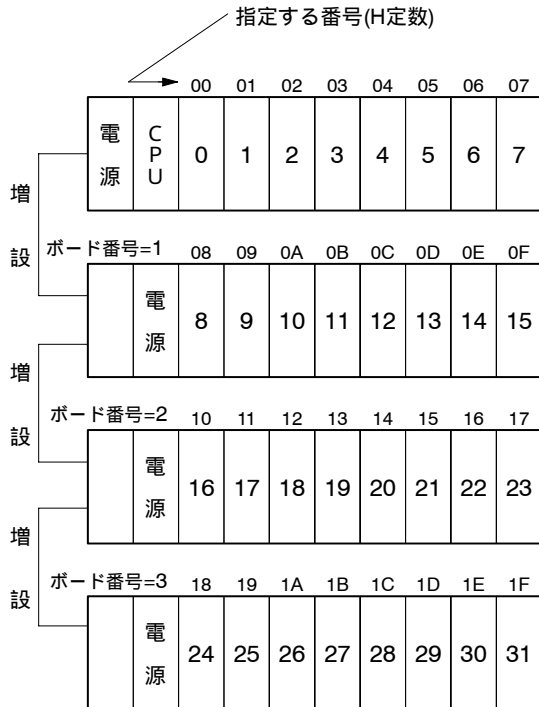 指定する番号(H定数)
00 01 02 03 04 05 06 07
電源 CPU 0 1 2 3 4 5 6 7
増設
ボード番号=1 08 09 0A 0B 0C 0D 0E 0F
電源 8 9 10 11 12 13 14 15
増設
ボード番号=2 10 11 12 13 14 15 16 17
電源 16 17 18 19 20 21 22 23
増設
ボード番号=3 18 19 1A 1B 1C 1D 1E 1F
電源 24 25 26 27 28 29 30 31